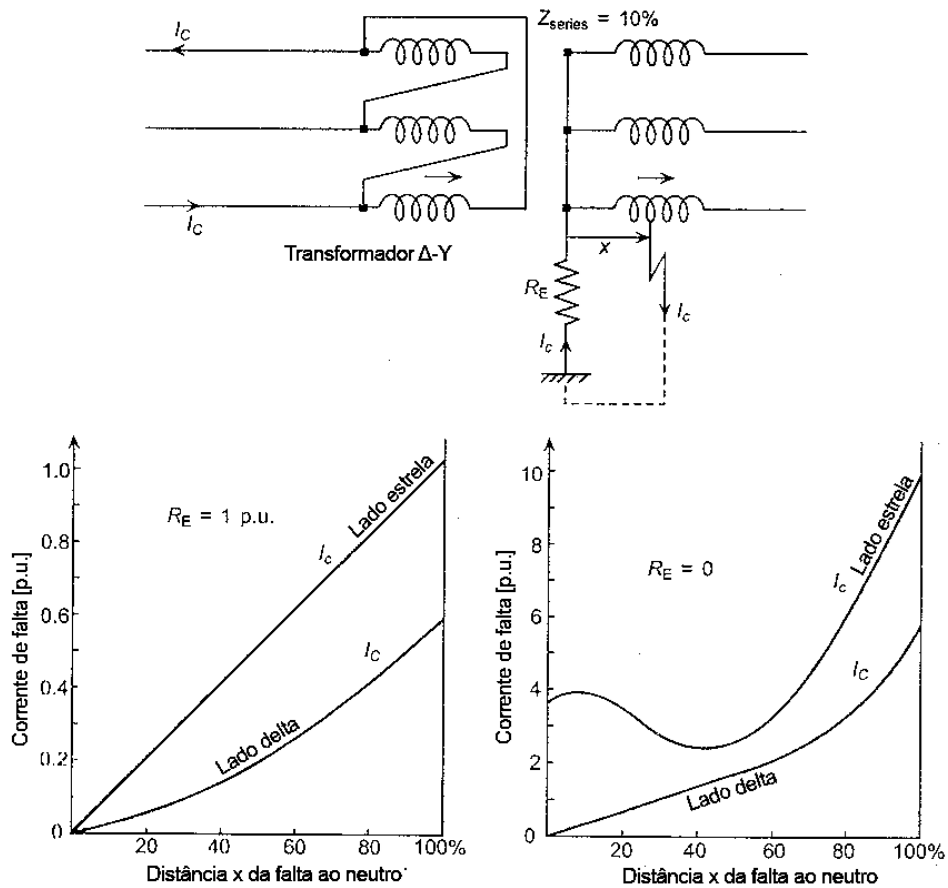 I_C
Z_series = 10%
I_C
Transformador Δ-Y
x
R_E
I_c
I_c
Corrente de falta [p.u.]
1.0
0.8
0.6
0.4
0.2
0
R_E = 1 p.u.
Lado estrela
I_c
I_C
Lado delta
20
40
60
80
100%
Distância x da falta ao neutro
Corrente de falta [p.u.]
10
8
6
4
2
0
R_E = 0
Lado estrela
I_c
I_C
Lado delta
20
40
60
80
100%
Distância x da falta ao neutro